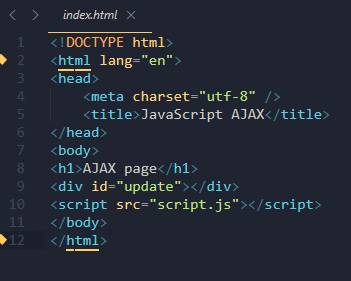 index.html
1 <!DOCTYPE html>
2 <html lang="en">
3 <head>
4     <meta charset="utf-8" />
5     <title>JavaScript AJAX</title>
6 </head>
7 <body>
8 <h1>AJAX page</h1>
9 <div id="update"></div>
10 <script src="script.js"></script>
11 </body>
12 </html>